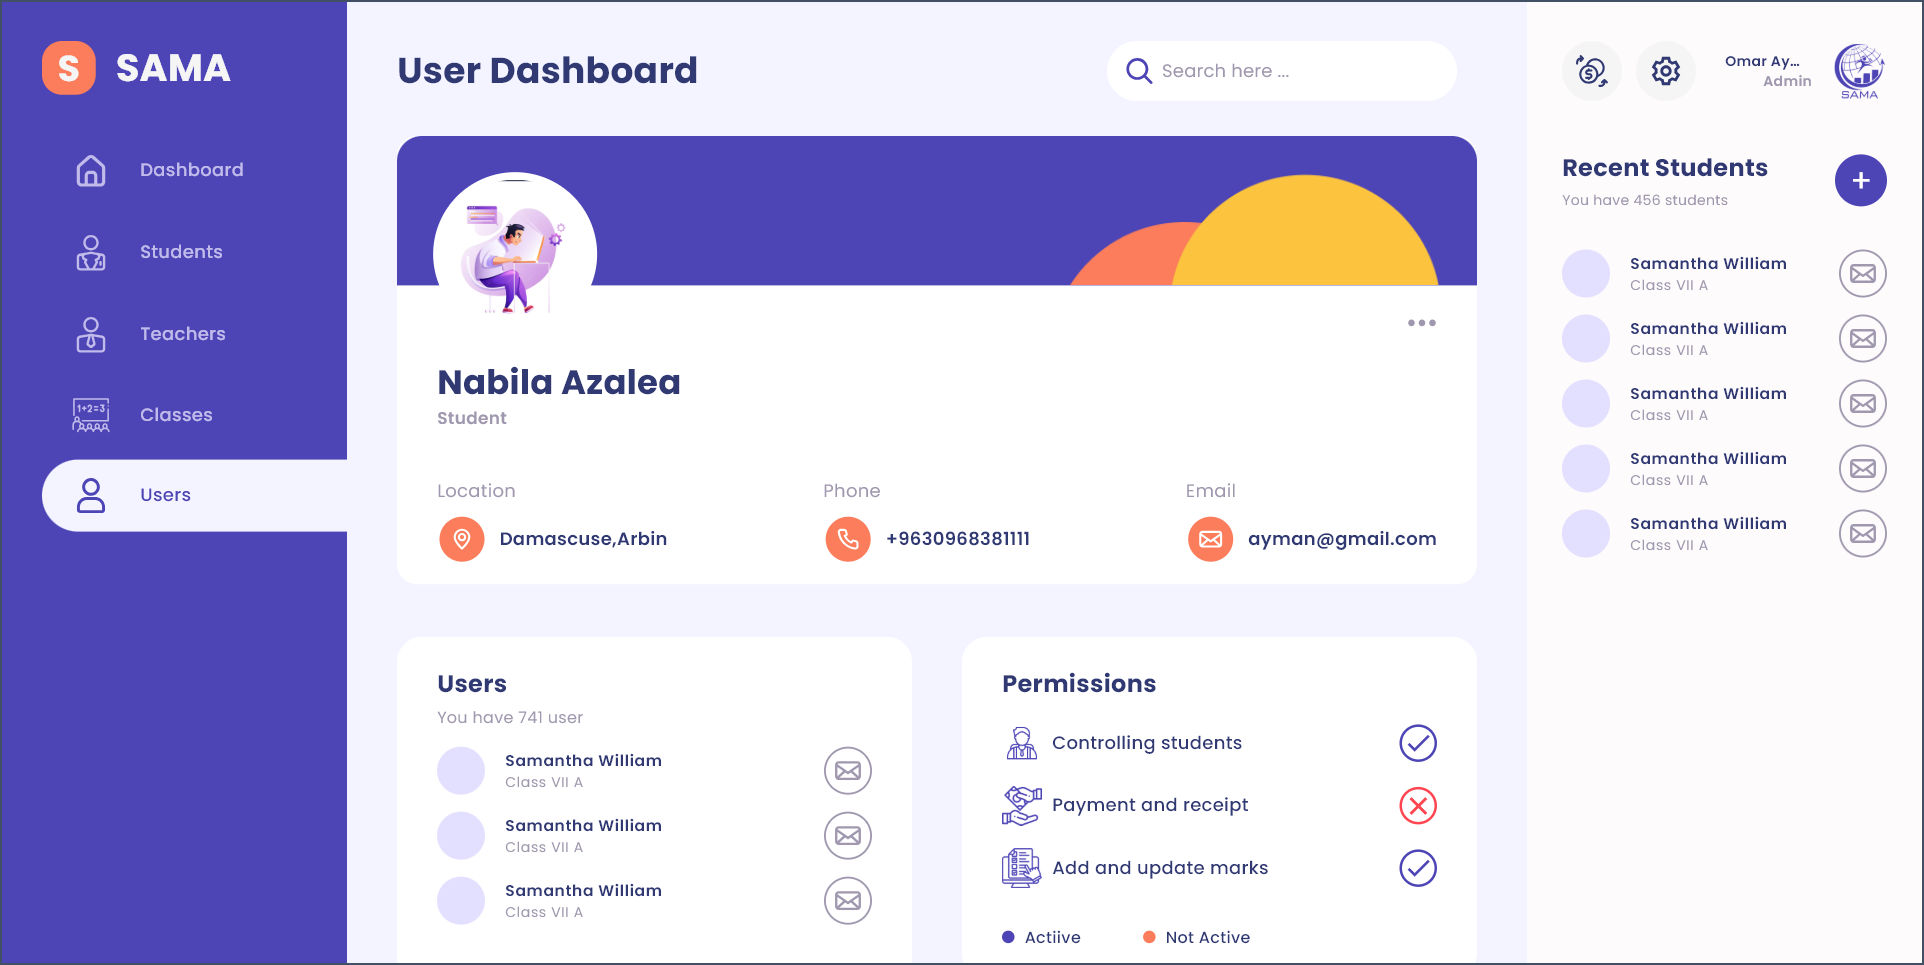 S SAMA
Dashboard
Students
Teachers
1+2=3
Classes
Users
User Dashboard
Search here ...
Nabila Azalea
Student
Location
Damascuse,Arbin
Phone
+9630968381111
Email
ayman@gmail.com
Users
You have 741 user
Samantha William
Class VII A
Samantha William
Class VII A
Samantha William
Class VII A
Permissions
Controlling students
Payment and receipt
Add and update marks
Actiive
Not Active
$
Omar Ay...
Admin
SAMA
Recent Students
You have 456 students
+
Samantha William
Class VII A
Samantha William
Class VII A
Samantha William
Class VII A
Samantha William
Class VII A
Samantha William
Class VII A